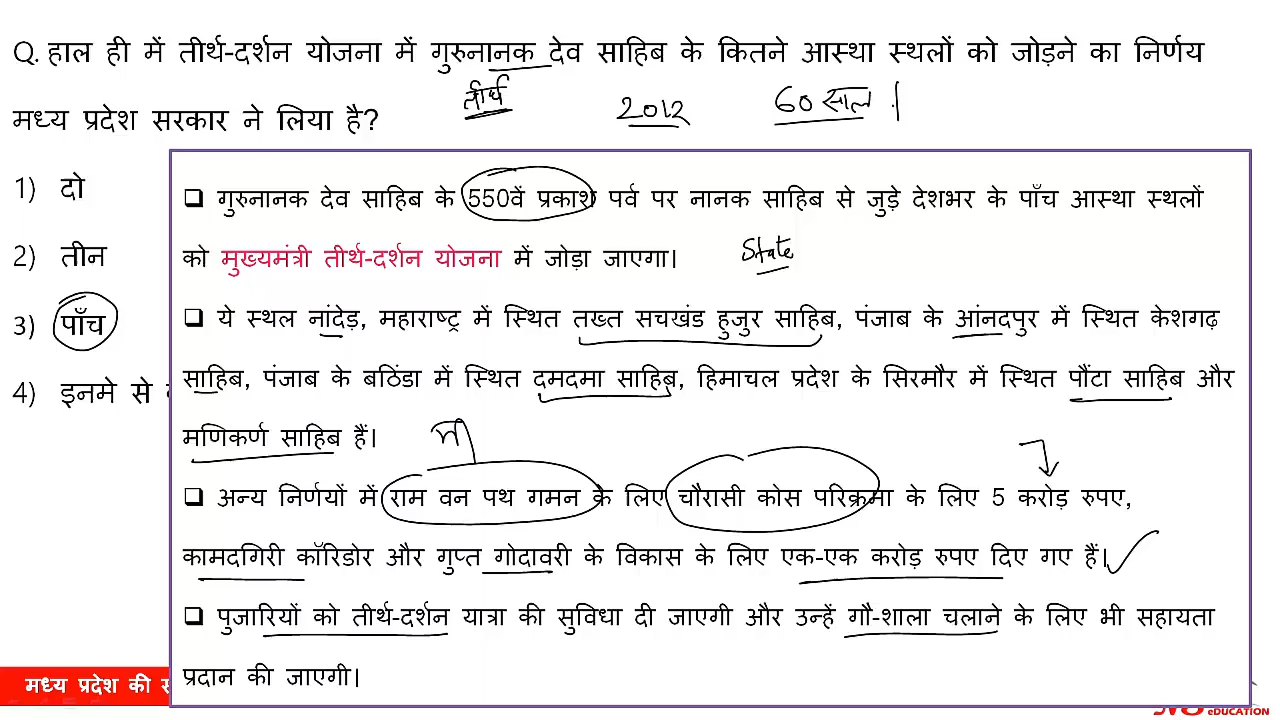 Q. हाल ही में तीर्थ-दर्शन योजना में गुरुनानक देव साहिब के कितने आस्था स्थलों को जोड़ने का निर्णय
तीर्थ 2012 60 साल
मध्य प्रदेश सरकार ने लिया है?
1) दो
2) तीन
3) पाँच
4) इनमे से
❑ गुरुनानक देव साहिब के 550वें प्रकाश पर्व पर नानक साहिब से जुड़े देशभर के पाँच आस्था स्थलों
को मुख्यमंत्री तीर्थ-दर्शन योजना में जोड़ा जाएगा।
State
❑ ये स्थल नांदेड़, महाराष्ट्र में स्थित तख्त सचखंड हुजुर साहिब, पंजाब के आंनदपुर में स्थित केशगढ़
साहिब, पंजाब के बठिंडा में स्थित दमदमा साहिब, हिमाचल प्रदेश के सिरमौर में स्थित पौंटा साहिब और
मणिकर्ण साहिब हैं।
❑ अन्य निर्णयों में राम वन पथ गमन के लिए चौरासी कोस परिक्रमा के लिए 5 करोड़ रुपए,
कामदगिरी कॉरिडोर और गुप्त गोदावरी के विकास के लिए एक-एक करोड़ रुपए दिए गए हैं।
❑ पुजारियों को तीर्थ-दर्शन यात्रा की सुविधा दी जाएगी और उन्हें गौ-शाला चलाने के लिए भी सहायता
प्रदान की जाएगी।
मध्य प्रदेश की
eDUCATION